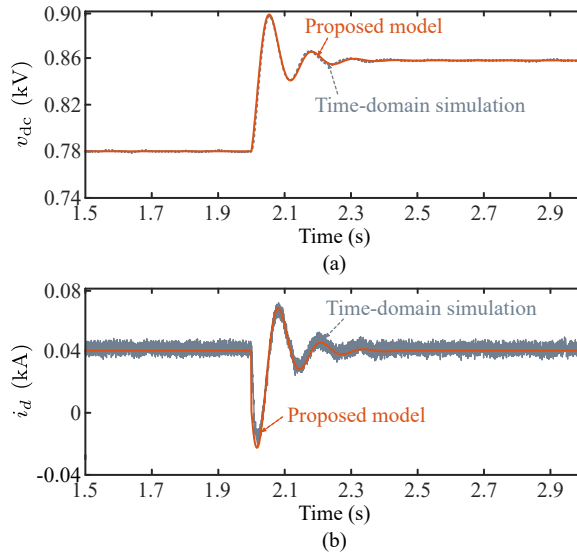 0.90
Proposed model
0.86
0.82
Time-domain simulation
0.78
0.74
v_dc (kV)
1.5 1.7 1.9 2.1 2.3 2.5 2.7 2.9
Time (s)
(a)
0.08
Time-domain simulation
0.04
0
Proposed model
-0.04
i_d (kA)
1.5 1.7 1.9 2.1 2.3 2.5 2.7 2.9
Time (s)
(b)